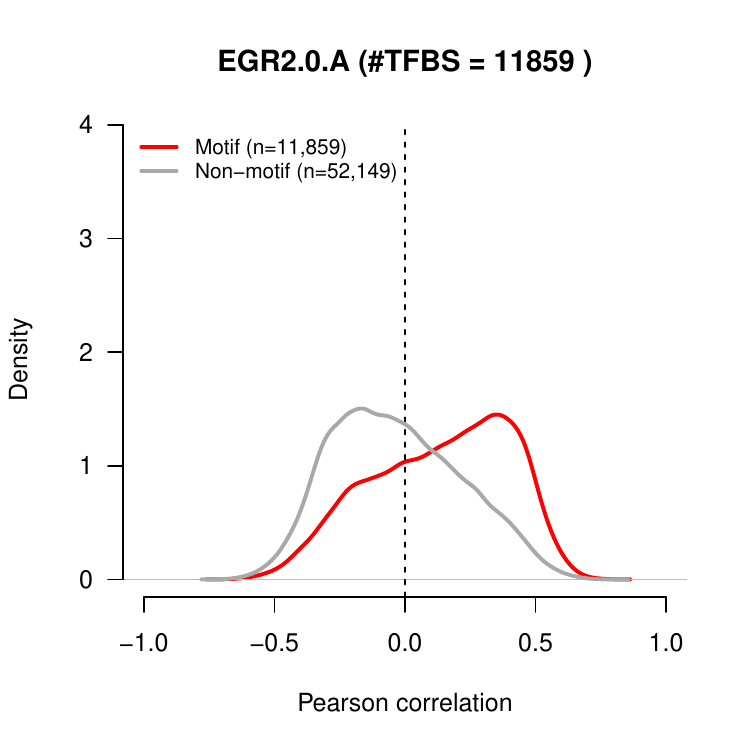 EGR2.0.A (#TFBS = 11859 )
Motif (n=11,859)
Non−motif (n=52,149)
4
3
2
1
0
Density
−1.0 −0.5 0.0 0.5 1.0
Pearson correlation